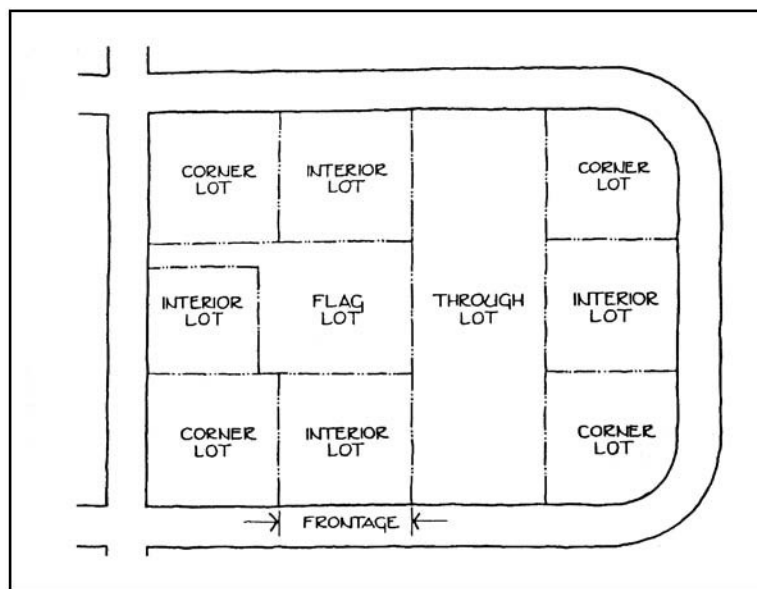 CORNER
LOT
INTERIOR
LOT
CORNER
LOT
INTERIOR
LOT
FLAG
LOT
THROUGH
LOT
INTERIOR
LOT
CORNER
LOT
INTERIOR
LOT
CORNER
LOT
FRONTAGE